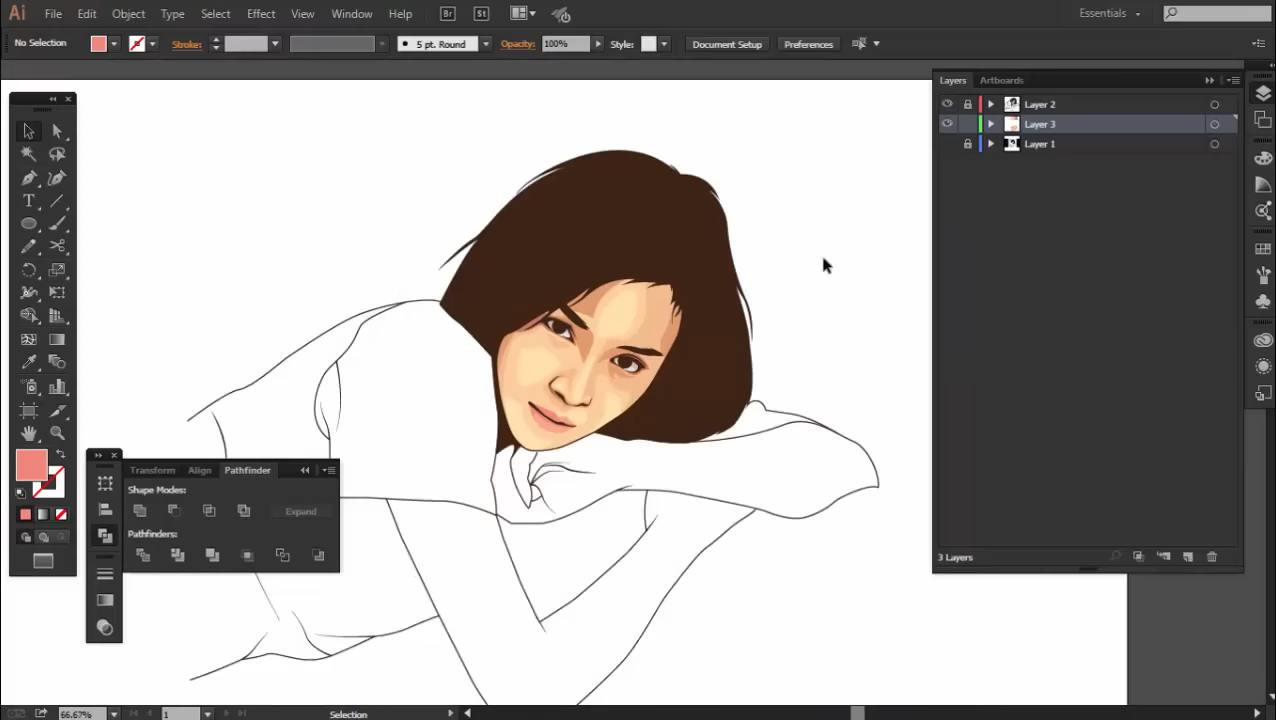 Ai File Edit Object Type Select Effect View Window Help Br St Essentials
No Selection Stroke: 5 pt. Round Opacity: 100% Style: Document Setup Preferences
Layers Artboards
Layer 2
Layer 3
Layer 1
Transform Align Pathfinder
Shape Modes:
Expand
Pathfinders:
3 Layers
66.67% 1 Selection